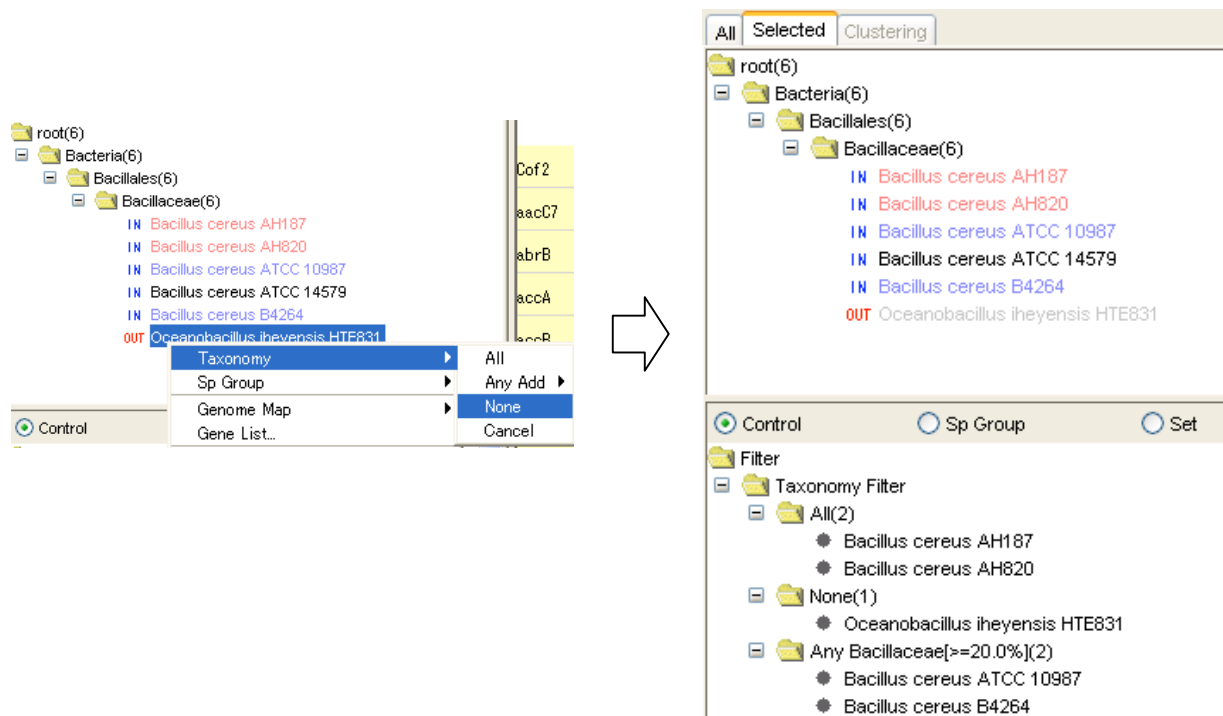 root(6)
Bacteria(6)
Bacillales(6)
Bacillaceae(6)
IN Bacillus cereus AH187
IN Bacillus cereus AH820
IN Bacillus cereus ATCC 10987
IN Bacillus cereus ATCC 14579
IN Bacillus cereus B4264
OUT Oceanobacillus iheyensis HTE831
Taxonomy
Sp Group
Genome Map
Gene List...
All
Any Add
None
Cancel
Control
Cof2
aacC7
abrB
accA
accB
All Selected Clustering
root(6)
Bacteria(6)
Bacillales(6)
Bacillaceae(6)
IN Bacillus cereus AH187
IN Bacillus cereus AH820
IN Bacillus cereus ATCC 10987
IN Bacillus cereus ATCC 14579
IN Bacillus cereus B4264
OUT Oceanobacillus iheyensis HTE831
Control Sp Group Set
Filter
Taxonomy Filter
All(2)
Bacillus cereus AH187
Bacillus cereus AH820
None(1)
Oceanobacillus iheyensis HTE831
Any Bacillaceae[>=20.0%](2)
Bacillus cereus ATCC 10987
Bacillus cereus B4264